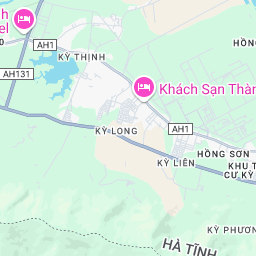 h
el
AH1
KỲ THỊNH
HỒNG
AH131
Khách Sạn Thàn
KỲ LONG
AH1
HỒNG SƠN
KỲ LIÊN
KHU T
CƯ KỲ
KỲ PHƯƠN
HÀ TĨNH